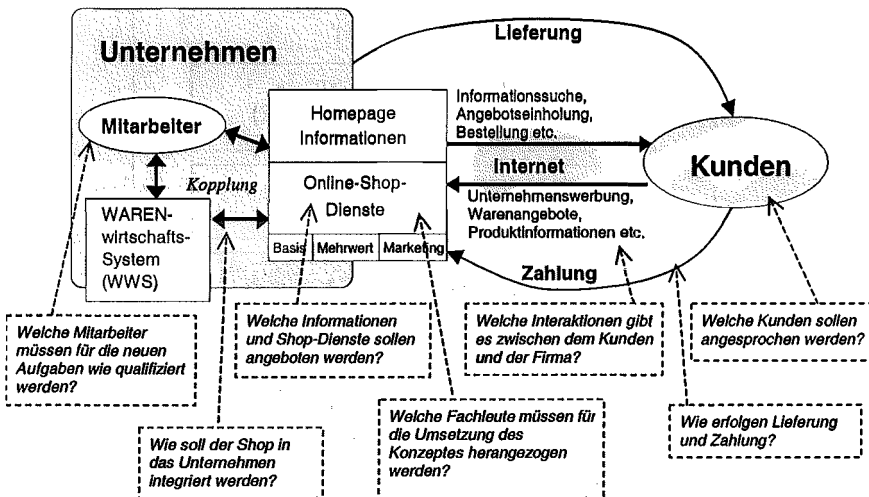 Unternehmen
Lieferung
Mitarbeiter
Homepage
Informationen
Informationssuche,
Angebotseinholung,
Bestellung etc.
Internet
Kunden
Kopplung
Online-Shop-
Dienste
Unternehmenswerbung,
Warenangebote,
Produktinformationen etc.
WAREN-
wirtschafts-
System
(WWS)
Basis Mehrwert Marketing
Zahlung
Welche Mitarbeiter
müssen für die neuen
Aufgaben wie qualifiziert
werden?
Welche Informationen
und Shop-Dienste sollen
angeboten werden?
Welche Interaktionen gibt
es zwischen dem Kunden
und der Firma?
Welche Kunden sollen
angesprochen werden?
Wie soll der Shop in
das Unternehmen
integriert werden?
Welche Fachleute müssen für
die Umsetzung des
Konzeptes herangezogen
werden?
Wie erfolgen Lieferung
und Zahlung?